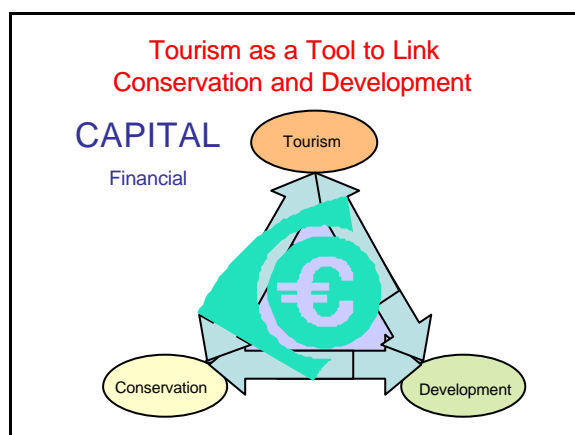 Tourism as a Tool to Link
Conservation and Development
CAPITAL
Financial
Tourism
€
Conservation
Development